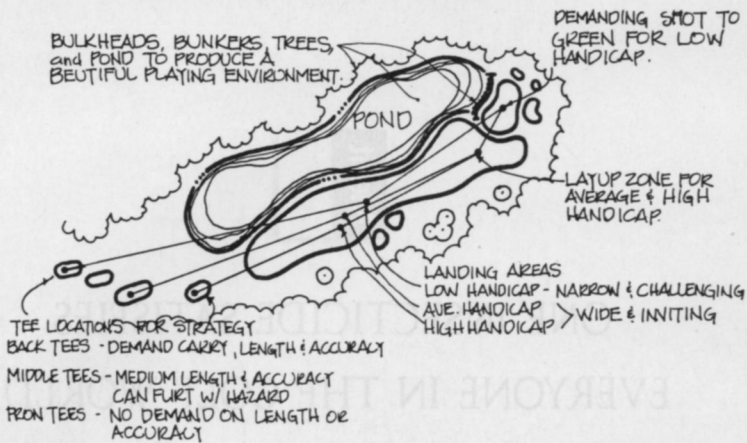 BULKHEADS, BUNKERS, TREES,
and POND TO PRODUCE A
BEUTIFUL PLAYING ENVIRONMENT.
DEMANDING SHOT TO
GREEN FOR LOW
HANDICAP.
POND
LAYUP ZONE FOR
AVERAGE & HIGH
HANDICAP.
LANDING AREAS
LOW HANDICAP - NARROW & CHALLENGING
AVE. HANDICAP
HIGH HANDICAP > WIDE & INVITING
TEE LOCATIONS FOR STRATEGY
BACK TEES - DEMAND CARRY, LENGTH & ACCURACY
MIDDLE TEES - MEDIUM LENGTH & ACCURACY
CAN FLIRT W/ HAZARD
FRON TEES - NO DEMAND ON LENGTH OR
ACCURACY